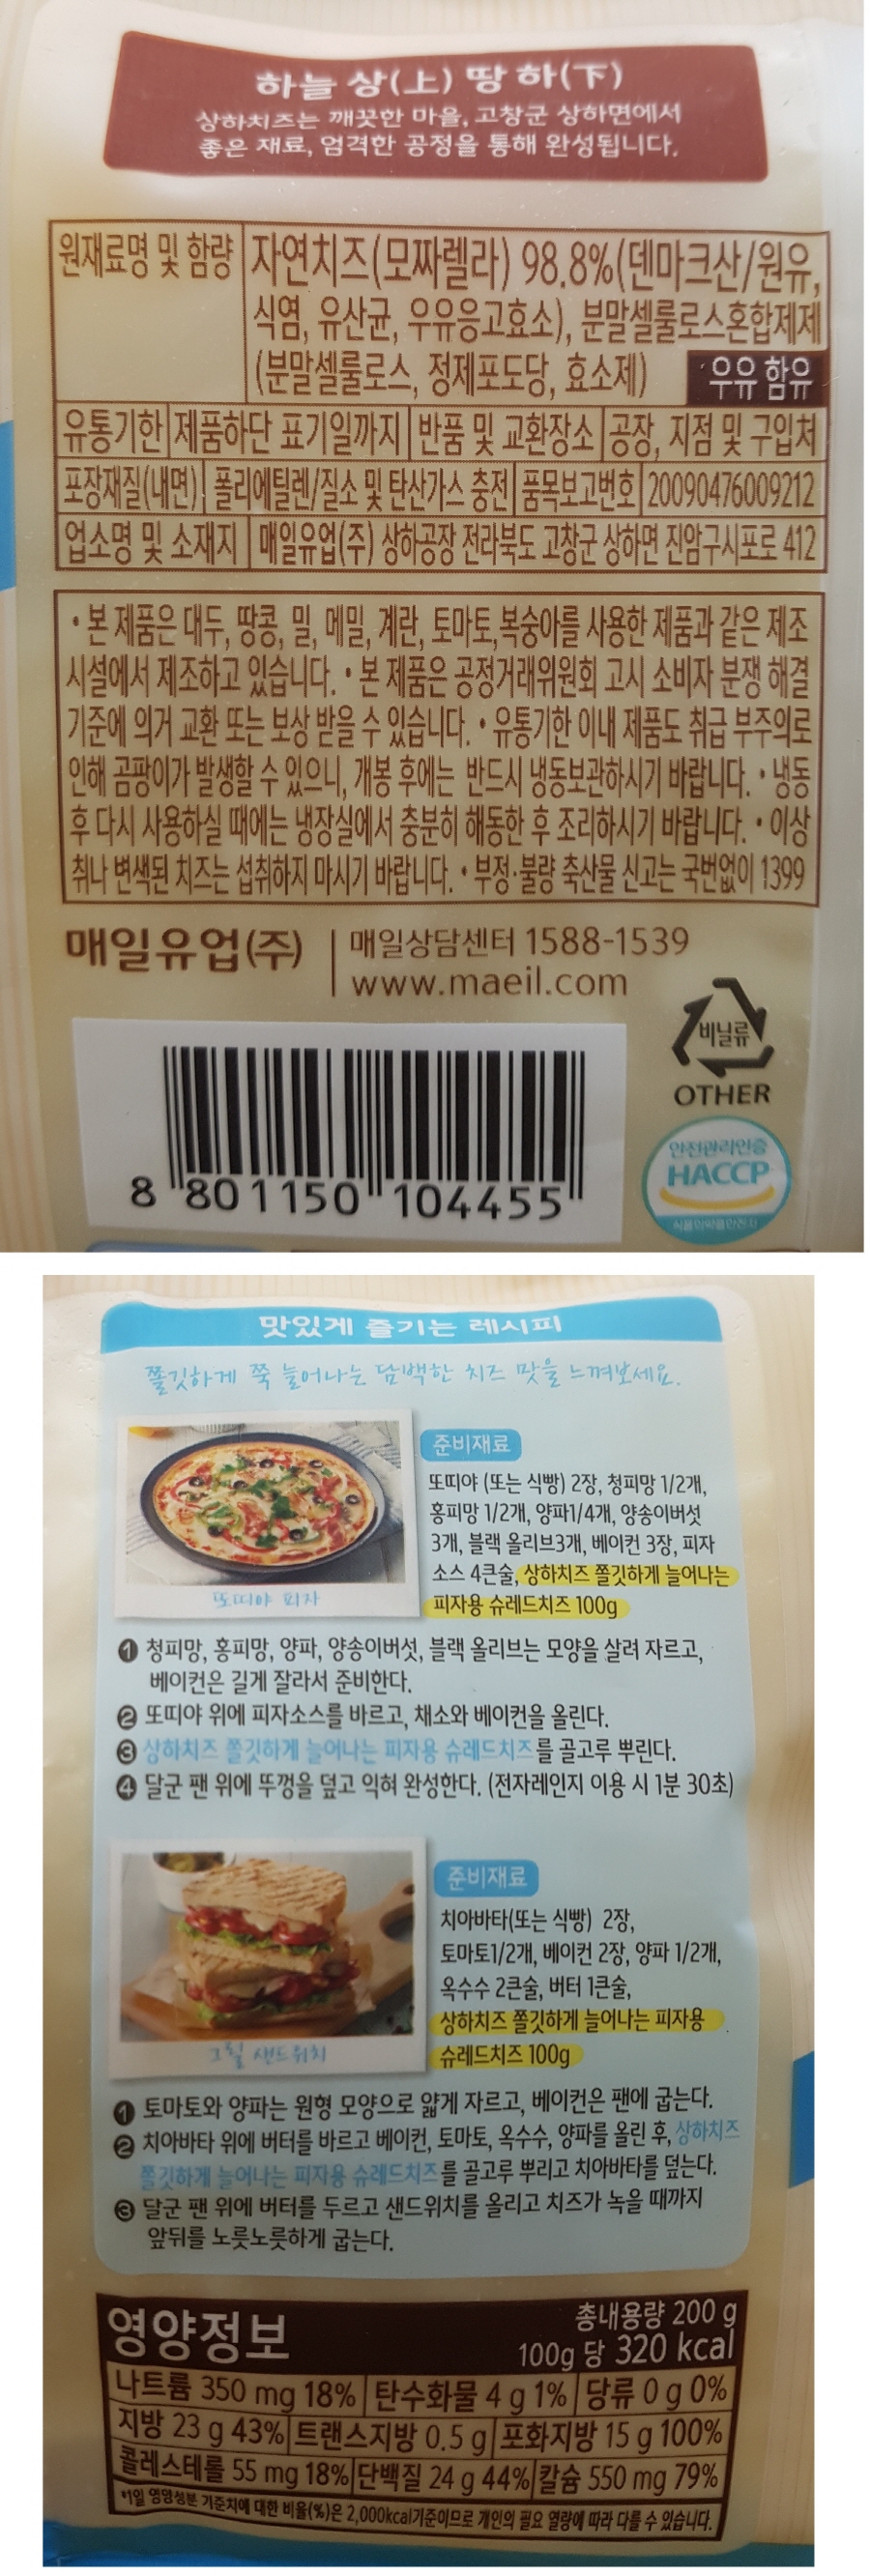 하늘 상(上) 땅 하(下)
상하치즈는 깨끗한 마을, 고창군 상하면에서
좋은 재료, 엄격한 공정을 통해 완성됩니다.
원재료명 및 함량 자연치즈(모짜렐라) 98.8%(덴마크산/원유,
식염, 유산균, 우유응고효소), 분말셀룰로스혼합제제
(분말셀룰로스, 정제포도당, 효소제) 우유 함유
유통기한 제품하단 표기일까지 반품 및 교환장소 공장, 지점 및 구입처
포장재질(내면) 폴리에틸렌/질소 및 탄산가스 충전 품목보고번호 20090476009212
업소명 및 소재지 매일유업(주) 상하공장 전라북도 고창군 상하면 진암구시포로 412
• 본 제품은 대두, 땅콩, 밀, 메밀, 계란, 토마토, 복숭아를 사용한 제품과 같은 제조
시설에서 제조하고 있습니다. • 본 제품은 공정거래위원회 고시 소비자 분쟁 해결
기준에 의거 교환 또는 보상 받을 수 있습니다. • 유통기한 이내 제품도 취급 부주의로
인해 곰팡이가 발생할 수 있으니, 개봉 후에는 반드시 냉동보관하시기 바랍니다. • 냉동
후 다시 사용하실 때에는 냉장실에서 충분히 해동한 후 조리하시기 바랍니다. • 이상
취나 변색된 치즈는 섭취하지 마시기 바랍니다. • 부정·불량 축산물 신고는 국번없이 1399
매일유업(주) 매일상담센터 1588-1539
www.maeil.com
비닐류
OTHER
안전관리인증
HACCP
식품의약품안전처
8 801150 104455
맛있게 즐기는 레시피
쫄깃하게 쭉 늘어나는 담백한 치즈 맛을 느껴보세요.
준비재료
또띠야 (또는 식빵) 2장, 청피망 1/2개,
홍피망 1/2개, 양파1/4개, 양송이버섯
3개, 블랙 올리브3개, 베이컨 3장, 피자
소스 4큰술, 상하치즈 쫄깃하게 늘어나는
피자용 슈레드치즈 100g
또띠야 피자
❶ 청피망, 홍피망, 양파, 양송이버섯, 블랙 올리브는 모양을 살려 자르고,
베이컨은 길게 잘라서 준비한다.
❷ 또띠야 위에 피자소스를 바르고, 채소와 베이컨을 올린다.
❸ 상하치즈 쫄깃하게 늘어나는 피자용 슈레드치즈를 골고루 뿌린다.
❹ 달군 팬 위에 뚜껑을 덮고 익혀 완성한다. (전자레인지 이용 시 1분 30초)
준비재료
치아바타(또는 식빵) 2장,
토마토1/2개, 베이컨 2장, 양파 1/2개,
옥수수 2큰술, 버터 1큰술,
상하치즈 쫄깃하게 늘어나는 피자용
슈레드치즈 100g
그릴 샌드위치
❶ 토마토와 양파는 원형 모양으로 얇게 자르고, 베이컨은 팬에 굽는다.
❷ 치아바타 위에 버터를 바르고 베이컨, 토마토, 옥수수, 양파를 올린 후, 상하치즈
쫄깃하게 늘어나는 피자용 슈레드치즈를 골고루 뿌리고 치아바타를 덮는다.
❸ 달군 팬 위에 버터를 두르고 샌드위치를 올리고 치즈가 녹을 때까지
앞뒤를 노릇노릇하게 굽는다.
영양정보 총내용량 200 g
100g 당 320 kcal
나트륨 350 mg 18% 탄수화물 4 g 1% 당류 0 g 0%
지방 23 g 43% 트랜스지방 0.5 g 포화지방 15 g 100%
콜레스테롤 55 mg 18% 단백질 24 g 44% 칼슘 550 mg 79%
*1일 영양성분 기준치에 대한 비율(%)은 2,000kcal기준이므로 개인의 필요 열량에 따라 다를 수 있습니다.